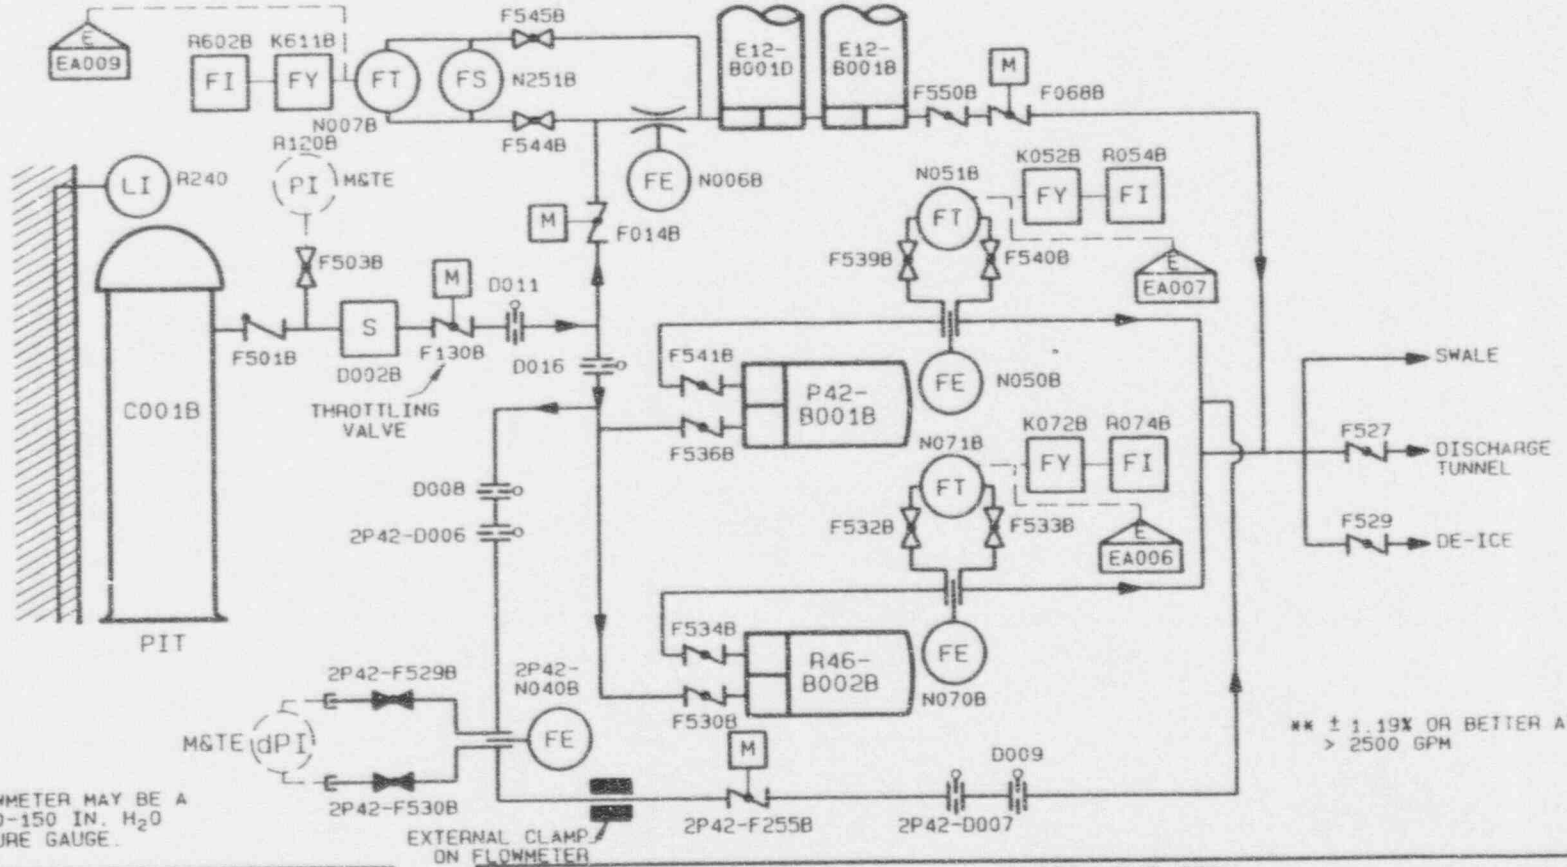 E
EA009
R602B
K611B
FI
FY
FT
FS
N251B
N007B
F545B
F544B
E12-
B001D
E12-
B001B
M
F550B
F068B
LI
R240
R120B
PI
M&TE
F503B
M
F014B
FE
N006B
N051B
FT
K052B
R054B
FY
FI
F539B
F540B
E
EA007
C001B
PIT
F501B
S
D002B
M
F130B
THROTTLING
VALVE
D011
D016
F541B
F536B
P42-
B001B
FE
N050B
SWALE
F527
DISCHARGE
TUNNEL
F529
DE-ICE
N071B
FT
K072B
R074B
FY
FI
F532B
F533B
E
EA006
D008
2P42-D006
F534B
F530B
R46-
B002B
FE
N070B
2P42-F529B
2P42-
N040B
M&TE
dPI
FE
2P42-F530B
M
2P42-F255B
D009
2P42-D007
EXTERNAL CLAMP
ON FLOWMETER
** ± 1.19% OR BETTER A
> 2500 GPM
WMETER MAY BE A
0-150 IN. H₂O
URE GAUGE.